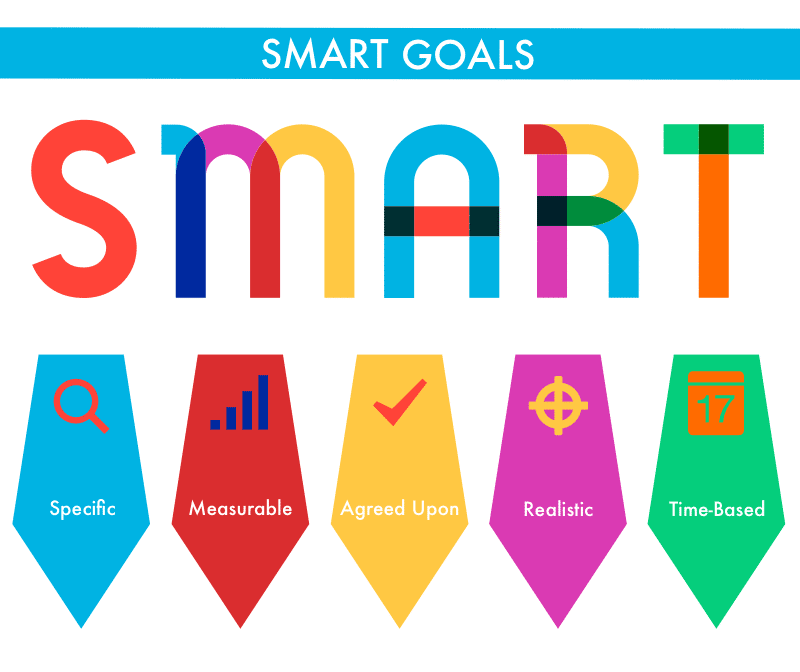 SMART GOALS
SMART
17
Specific
Measurable
Agreed Upon
Realistic
Time-Based